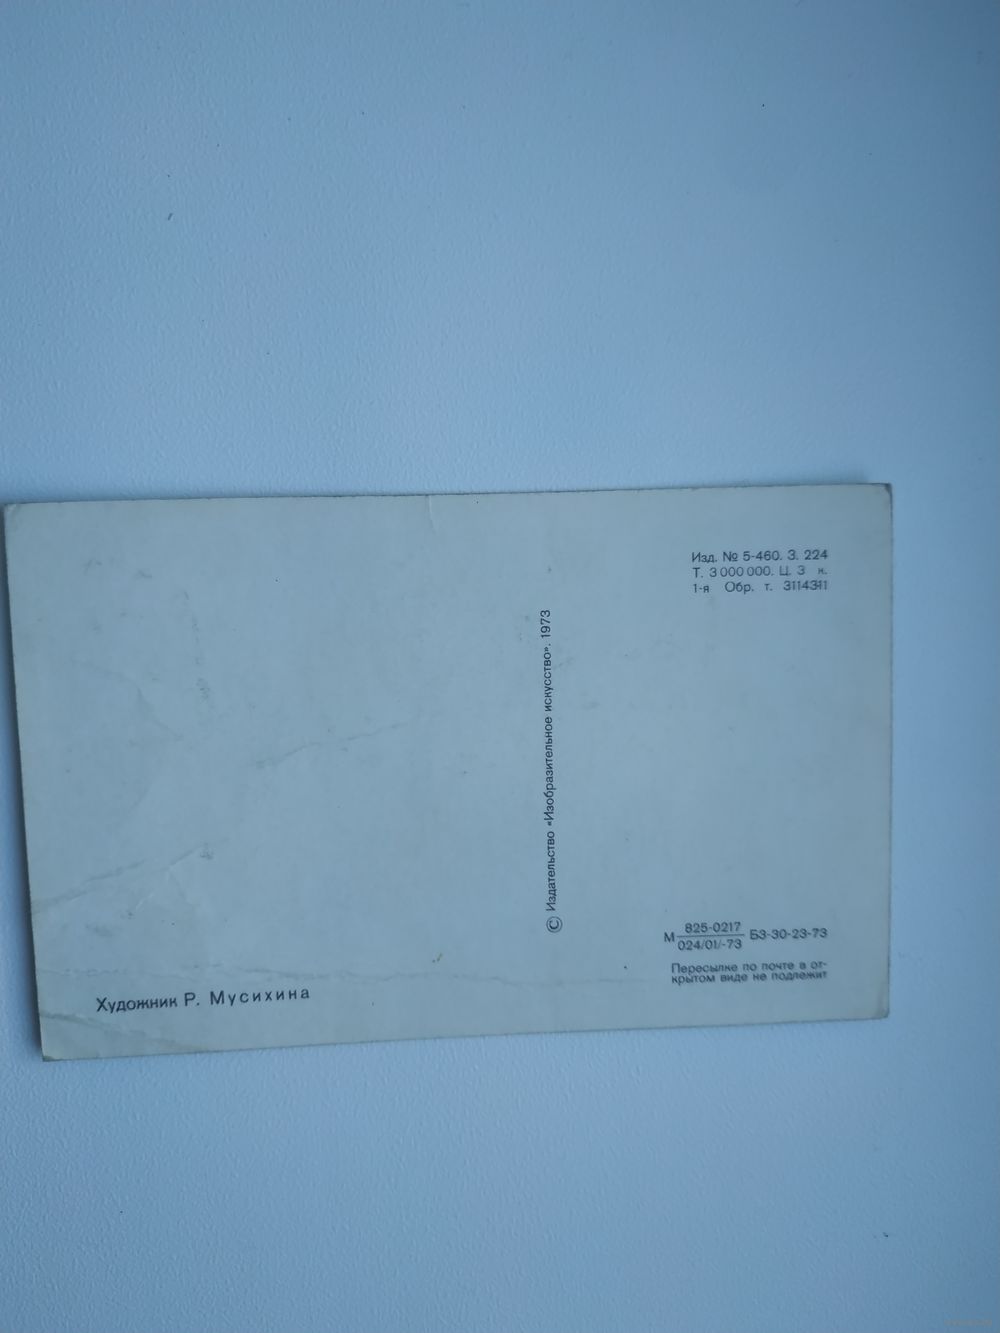 Изд. № 5-460. З. 224
Т. 3 000 000. Ц. 3 к.
1-я Обр. т. 3114311
© Издательство «Изобразительное искусство». 1973
М 825-0217 БЗ-30-23-73
024/01/-73
Пересылке по почте в от-
крытом виде не подлежит
Художник Р. Мусихина